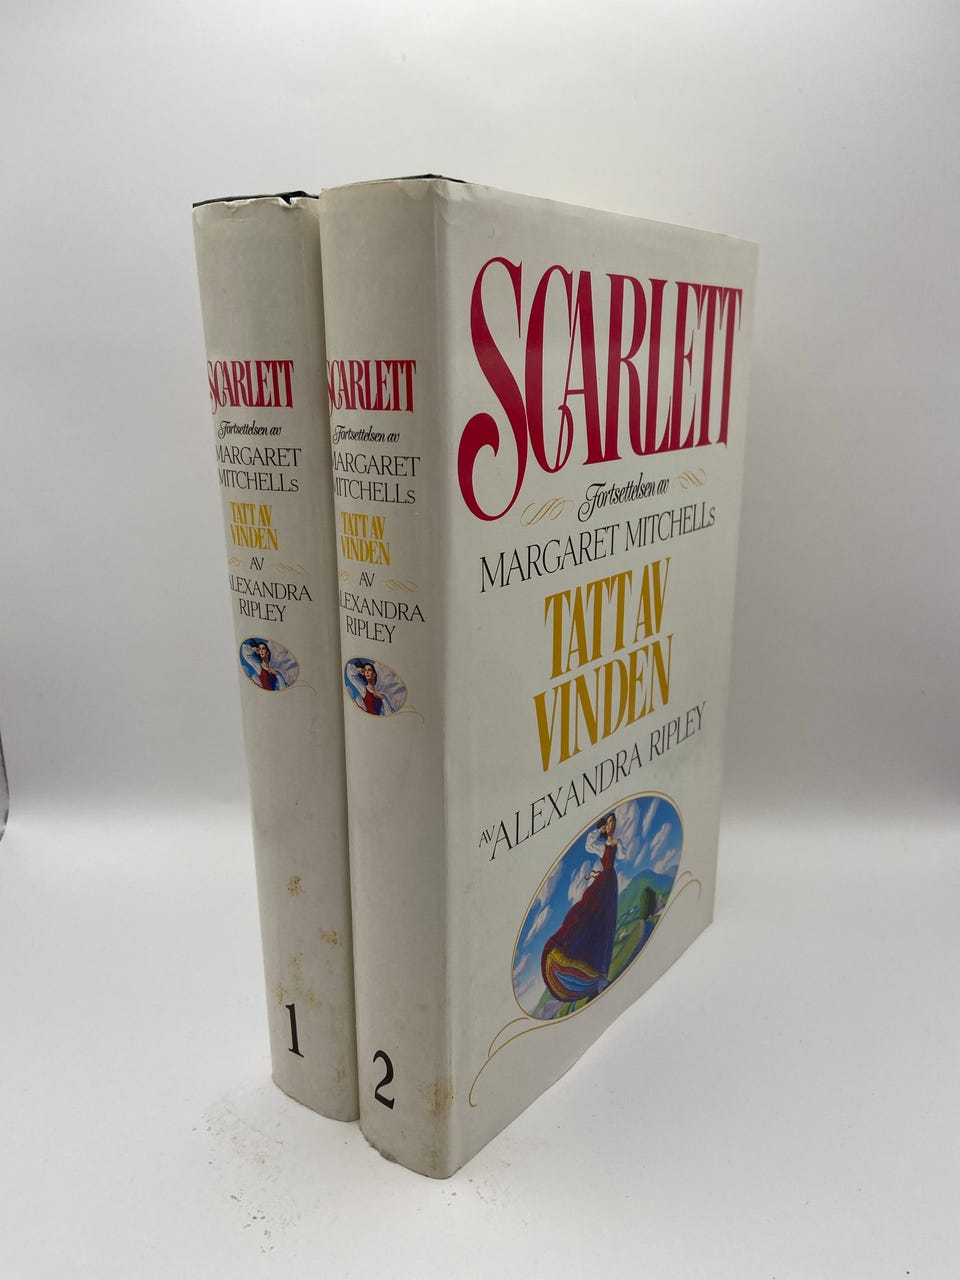 SCARLETT
Fortsettelsen av
MARGARET
MITCHELLs
TATT AV
VINDEN
AV
ALEXANDRA
RIPLEY
1
SCARLETT
Fortsettelsen av
MARGARET
MITCHELLs
TATT AV
VINDEN
AV
ALEXANDRA
RIPLEY
2
SCARLETT
Fortsettelsen av
MARGARET MITCHELLs
TATT AV
VINDEN
AV ALEXANDRA RIPLEY